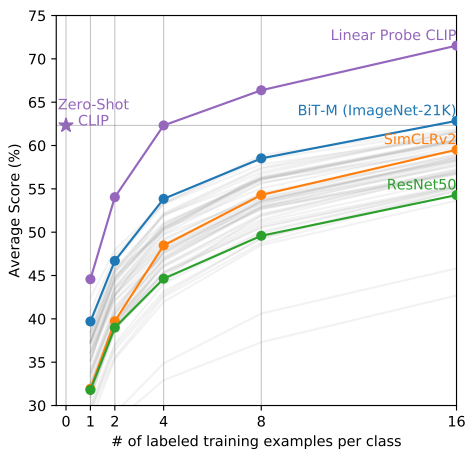 75
70
65
60
55
50
45
40
35
30
Average Score (%)
Linear Probe CLIP
Zero-Shot
CLIP
BiT-M (ImageNet-21K)
SimCLRv2
ResNet50
0 1 2 4 8 16
# of labeled training examples per class